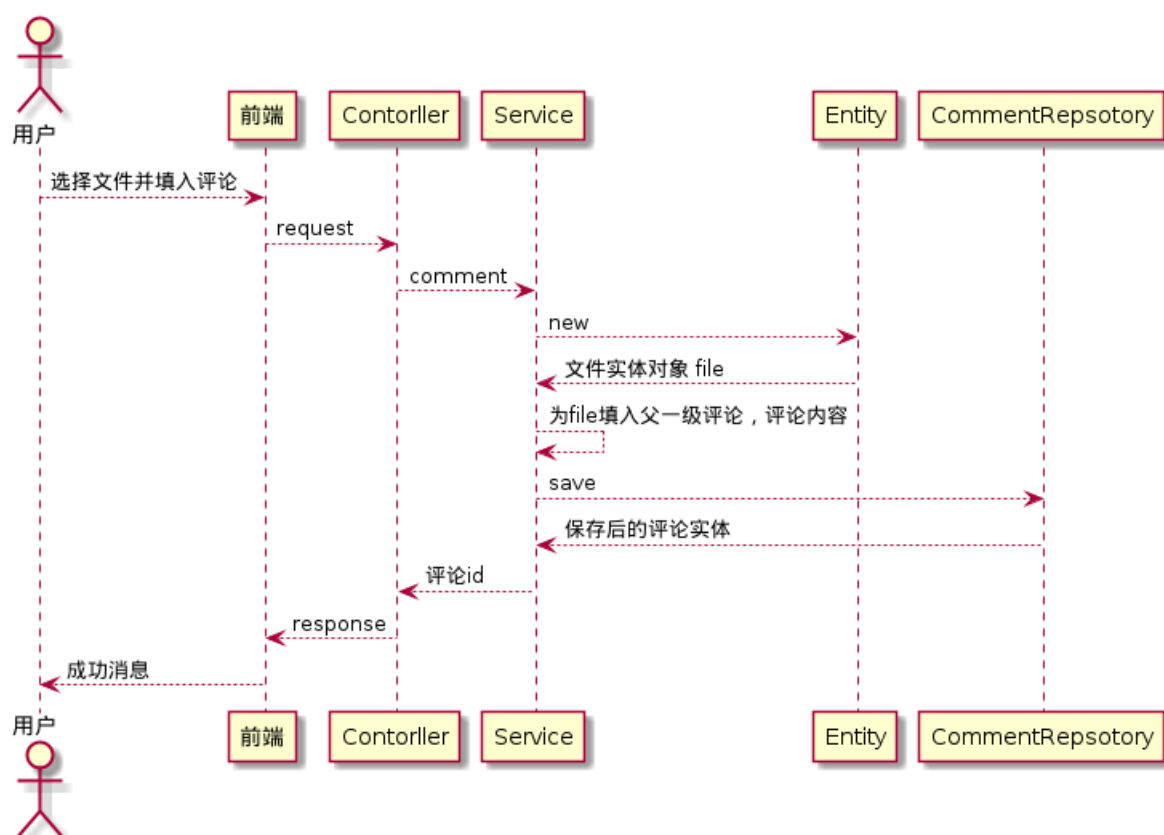 用户
前端
Contorller
Service
Entity
CommentRepsotory
选择文件并填入评论
request
comment
new
文件实体对象 file
为file填入父一级评论，评论内容
save
保存后的评论实体
评论id
response
成功消息
用户
前端
Contorller
Service
Entity
CommentRepsotory